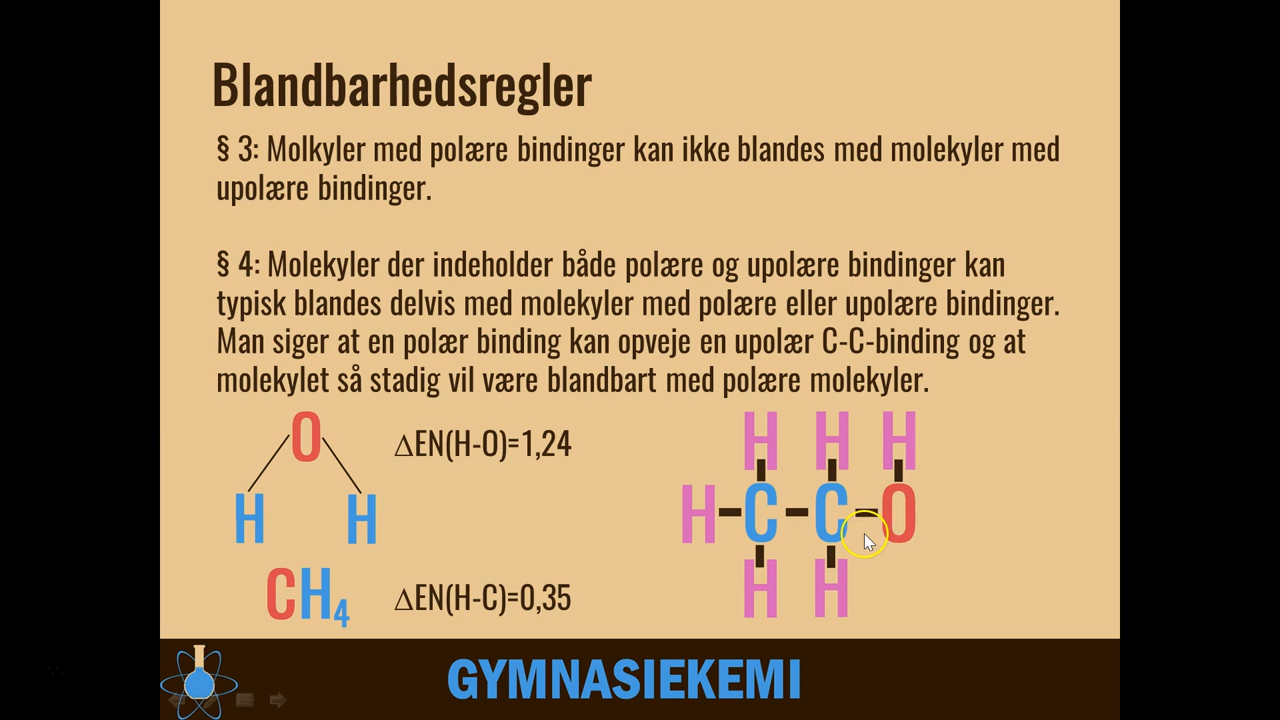 Blandbarhedsregler
§ 3: Molkyler med polære bindinger kan ikke blandes med molekyler med
upolære bindinger.
§ 4: Molekyler der indeholder både polære og upolære bindinger kan
typisk blandes delvis med molekyler med polære eller upolære bindinger.
Man siger at en polær binding kan opveje en upolær C-C-binding og at
molekylet så stadig vil være blandbart med polære molekyler.
O
H H
ΔEN(H-O)=1,24
CH₄
ΔEN(H-C)=0,35
H H H
H-C-C-O
H H
GYMNASIEKEMI